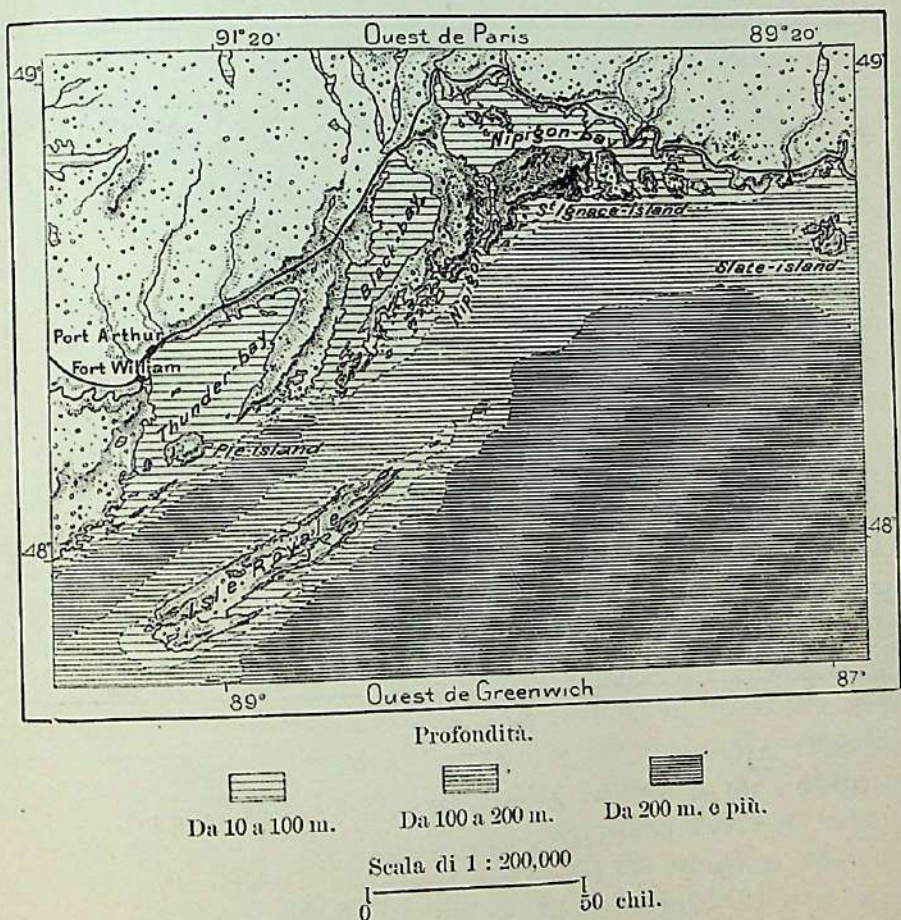 91°20' Ouest de Paris 89°20'
49° 49°
Nipigon-bay
St Ignace-island
Black-bay
Nipigon
Slate-island
Port Arthur
Fort William
Thunder-bay
Pie-island
48° 48°
Isle Royale
89° Ouest de Greenwich 87°
Profondità.
Da 10 a 100 m. Da 100 a 200 m. Da 200 m. e più.
Scala di 1 : 200,000
0 50 chil.